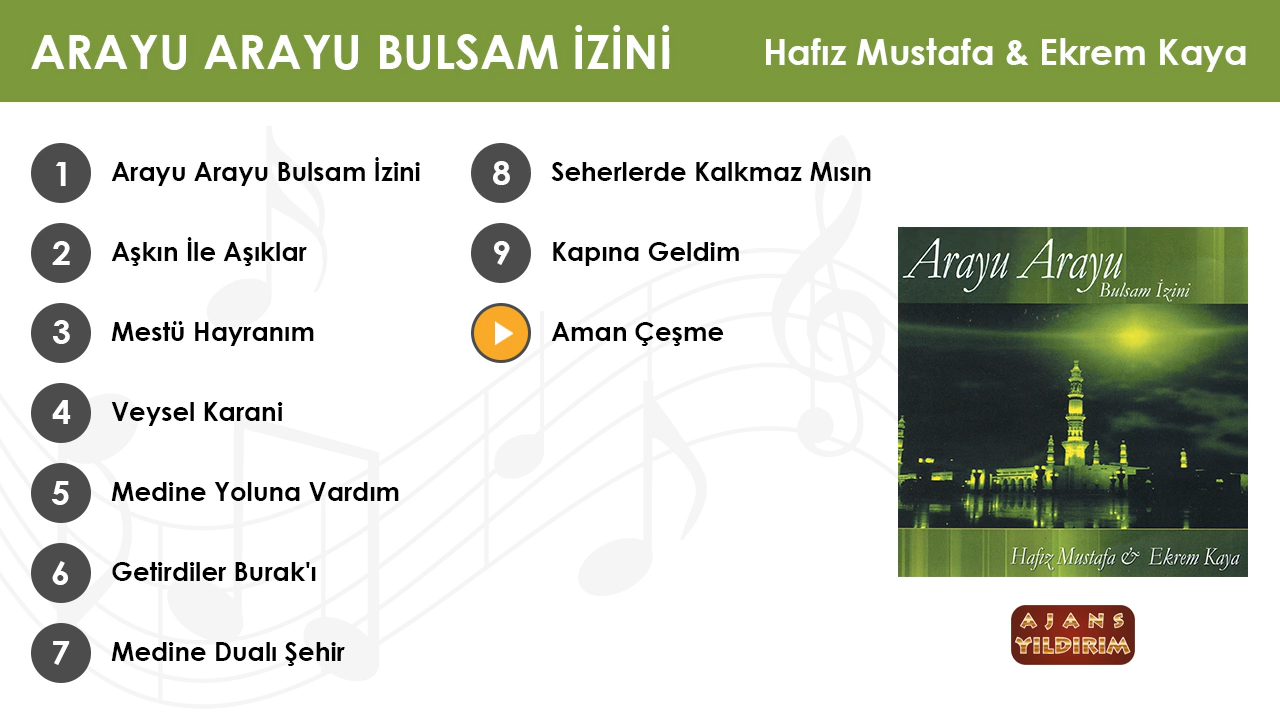 ARAYU ARAYU BULSAM İZİNİ
Hafız Mustafa & Ekrem Kaya
1 Arayu Arayu Bulsam İzini
2 Aşkın İle Aşıklar
3 Mestü Hayranım
4 Veysel Karani
5 Medine Yoluna Vardım
6 Getirdiler Burak'ı
7 Medine Dualı Şehir
8 Seherlerde Kalkmaz Mısın
9 Kapına Geldim
Aman Çeşme
Arayu Arayu
Bulsam İzini
Hafız Mustafa & Ekrem Kaya
AJANS
YILDIRIM